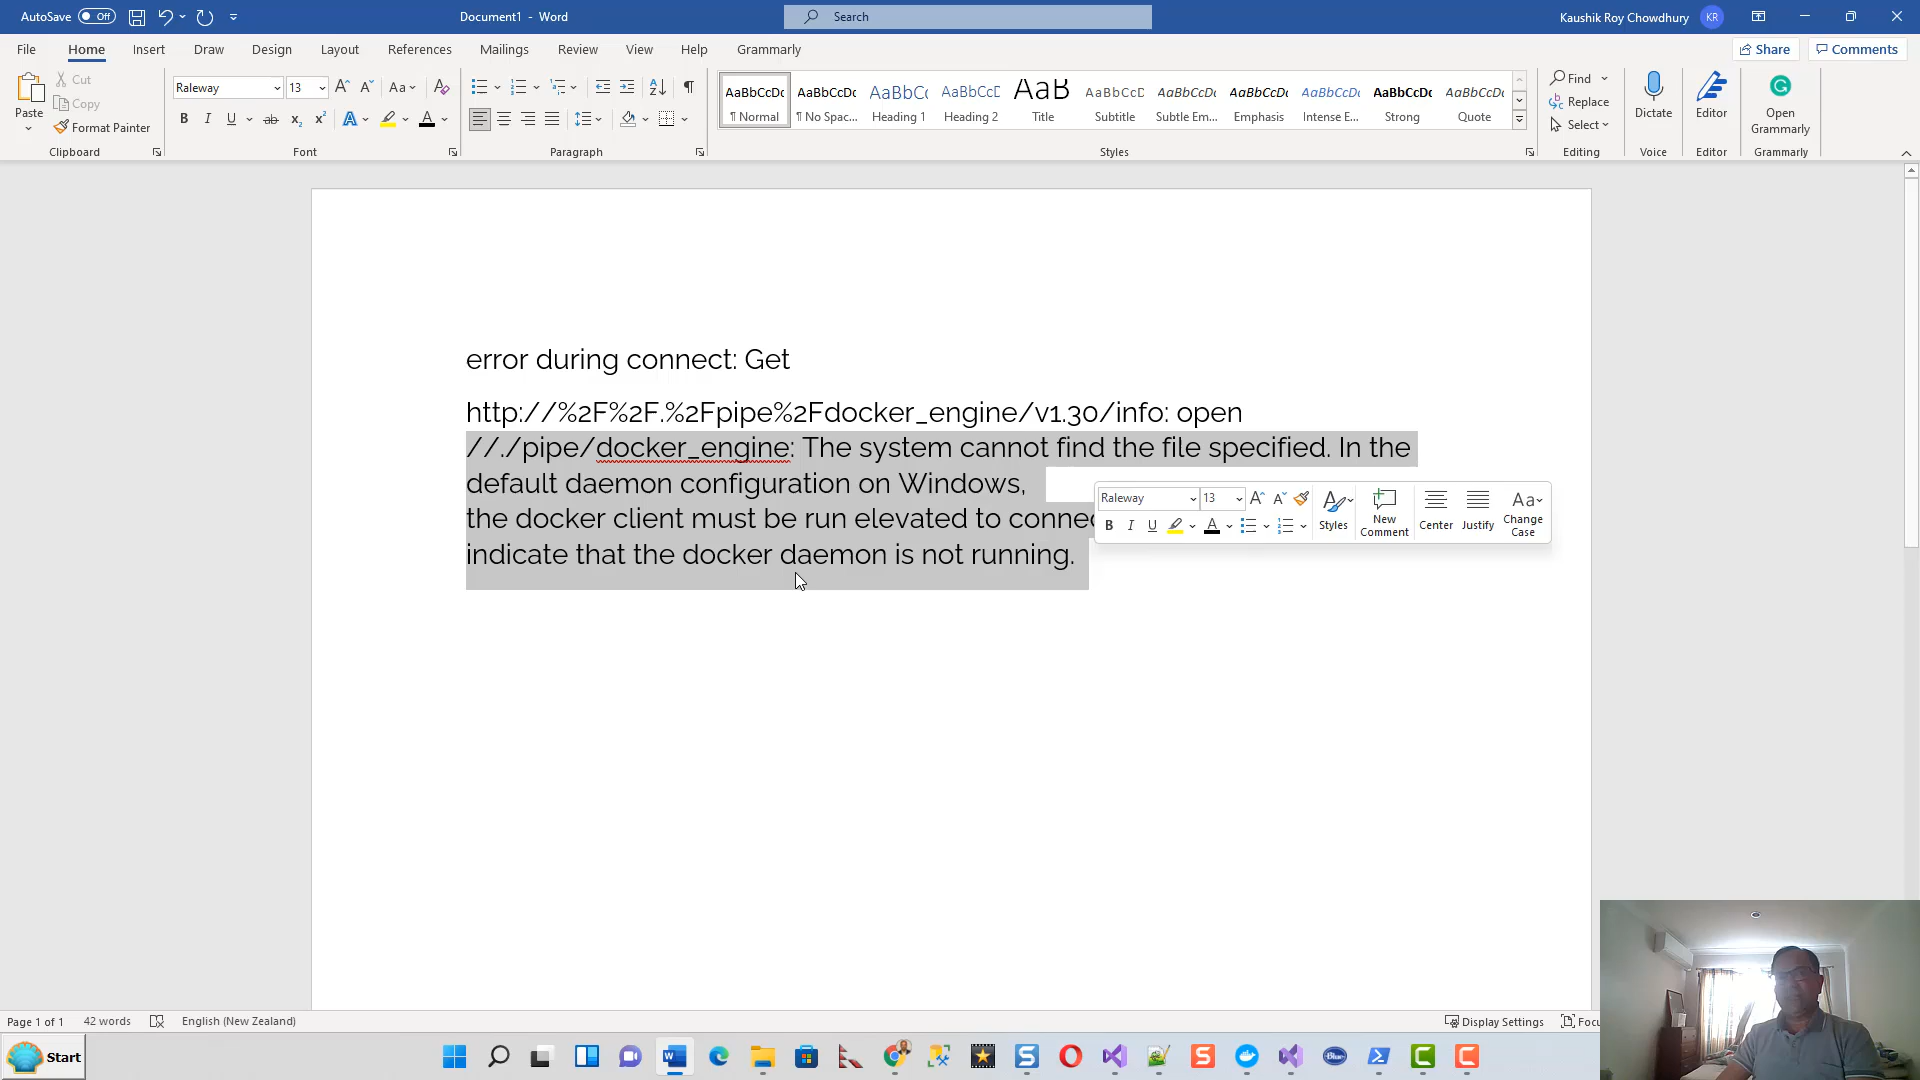 AutoSave Off
Document1 - Word
Search
Kaushik Roy Chowdhury KR
File Home Insert Draw Design Layout References Mailings Review View Help Grammarly
Share Comments
Paste
Cut
Copy
Format Painter
Clipboard
Raleway 13
Font
Paragraph
AaBbCcDc AaBbCcDc AaBbC AaBbCcD AaB AaBbCcD AaBbCcDc AaBbCcDc AaBbCcDc AaBbCcDc AaBbCcDc
¶ Normal ¶ No Spac... Heading 1 Heading 2 Title Subtitle Subtle Em... Emphasis Intense E... Strong Quote
Styles
Find
Replace
Select
Editing
Dictate
Voice
Editor
Editor
Open
Grammarly
Grammarly
error during connect: Get
http://%2F%2F.%2Fpipe%2Fdocker_engine/v1.30/info: open
//./pipe/docker_engine: The system cannot find the file specified. In the
default daemon configuration on Windows,
the docker client must be run elevated to connec
indicate that the docker daemon is not running.
Raleway 13
B I U
Styles
New
Comment
Center
Justify
Change
Case
Page 1 of 1 42 words English (New Zealand)
Display Settings Focu
Start